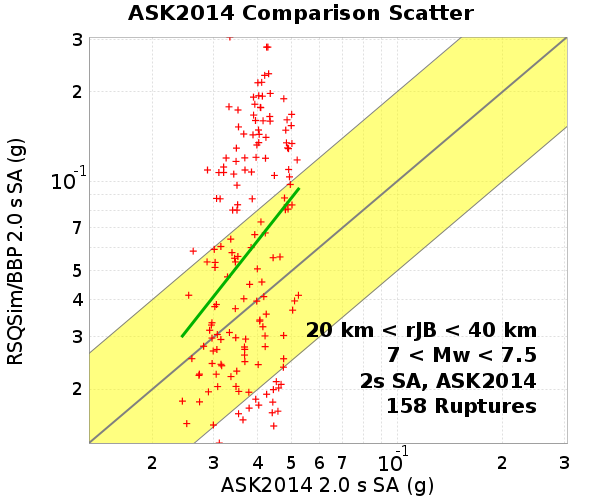 ASK2014 Comparison Scatter
RSQSim/BBP 2.0 s SA (g)
3
2
10-1
7
5
4
3
2
20 km < rJB < 40 km
7 < Mw < 7.5
2s SA, ASK2014
158 Ruptures
2 3 4 5 6 7 10-1 2 3
ASK2014 2.0 s SA (g)